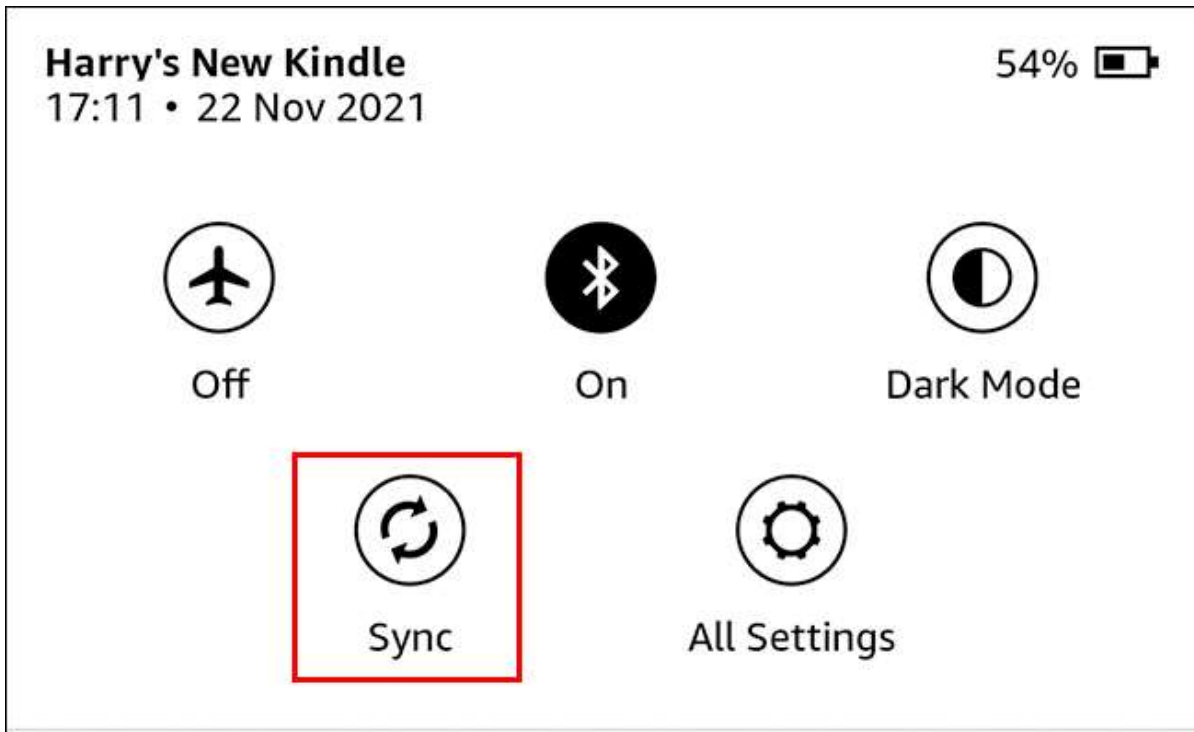 Harry's New Kindle
54%
17:11 • 22 Nov 2021
Off
On
Dark Mode
Sync
All Settings